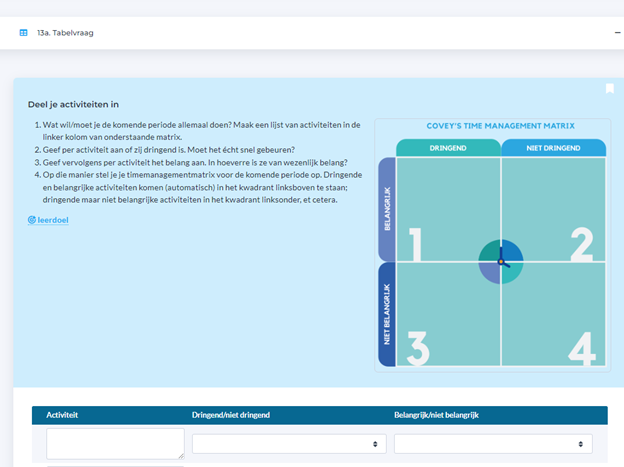 13a. Tabelvraag
Deel je activiteiten in
1. Wat wil/moet je de komende periode allemaal doen? Maak een lijst van activiteiten in de
linker kolom van onderstaande matrix.
2. Geef per activiteit aan of zij dringend is. Moet het écht snel gebeuren?
3. Geef vervolgens per activiteit het belang aan. In hoeverre is ze van wezenlijk belang?
4. Op die manier stel je je timemanagementmatrix voor de komende periode op. Dringende
en belangrijke activiteiten komen (automatisch) in het kwadrant linksboven te staan;
dringende maar niet belangrijke activiteiten in het kwadrant linksonder, et cetera.
leerdoel
COVEY'S TIME MANAGEMENT MATRIX
DRINGEND
NIET DRINGEND
BELANGRIJK
1
2
NIET BELANGRIJK
3
4
Activiteit
Dringend/niet dringend
Belangrijk/niet belangrijk